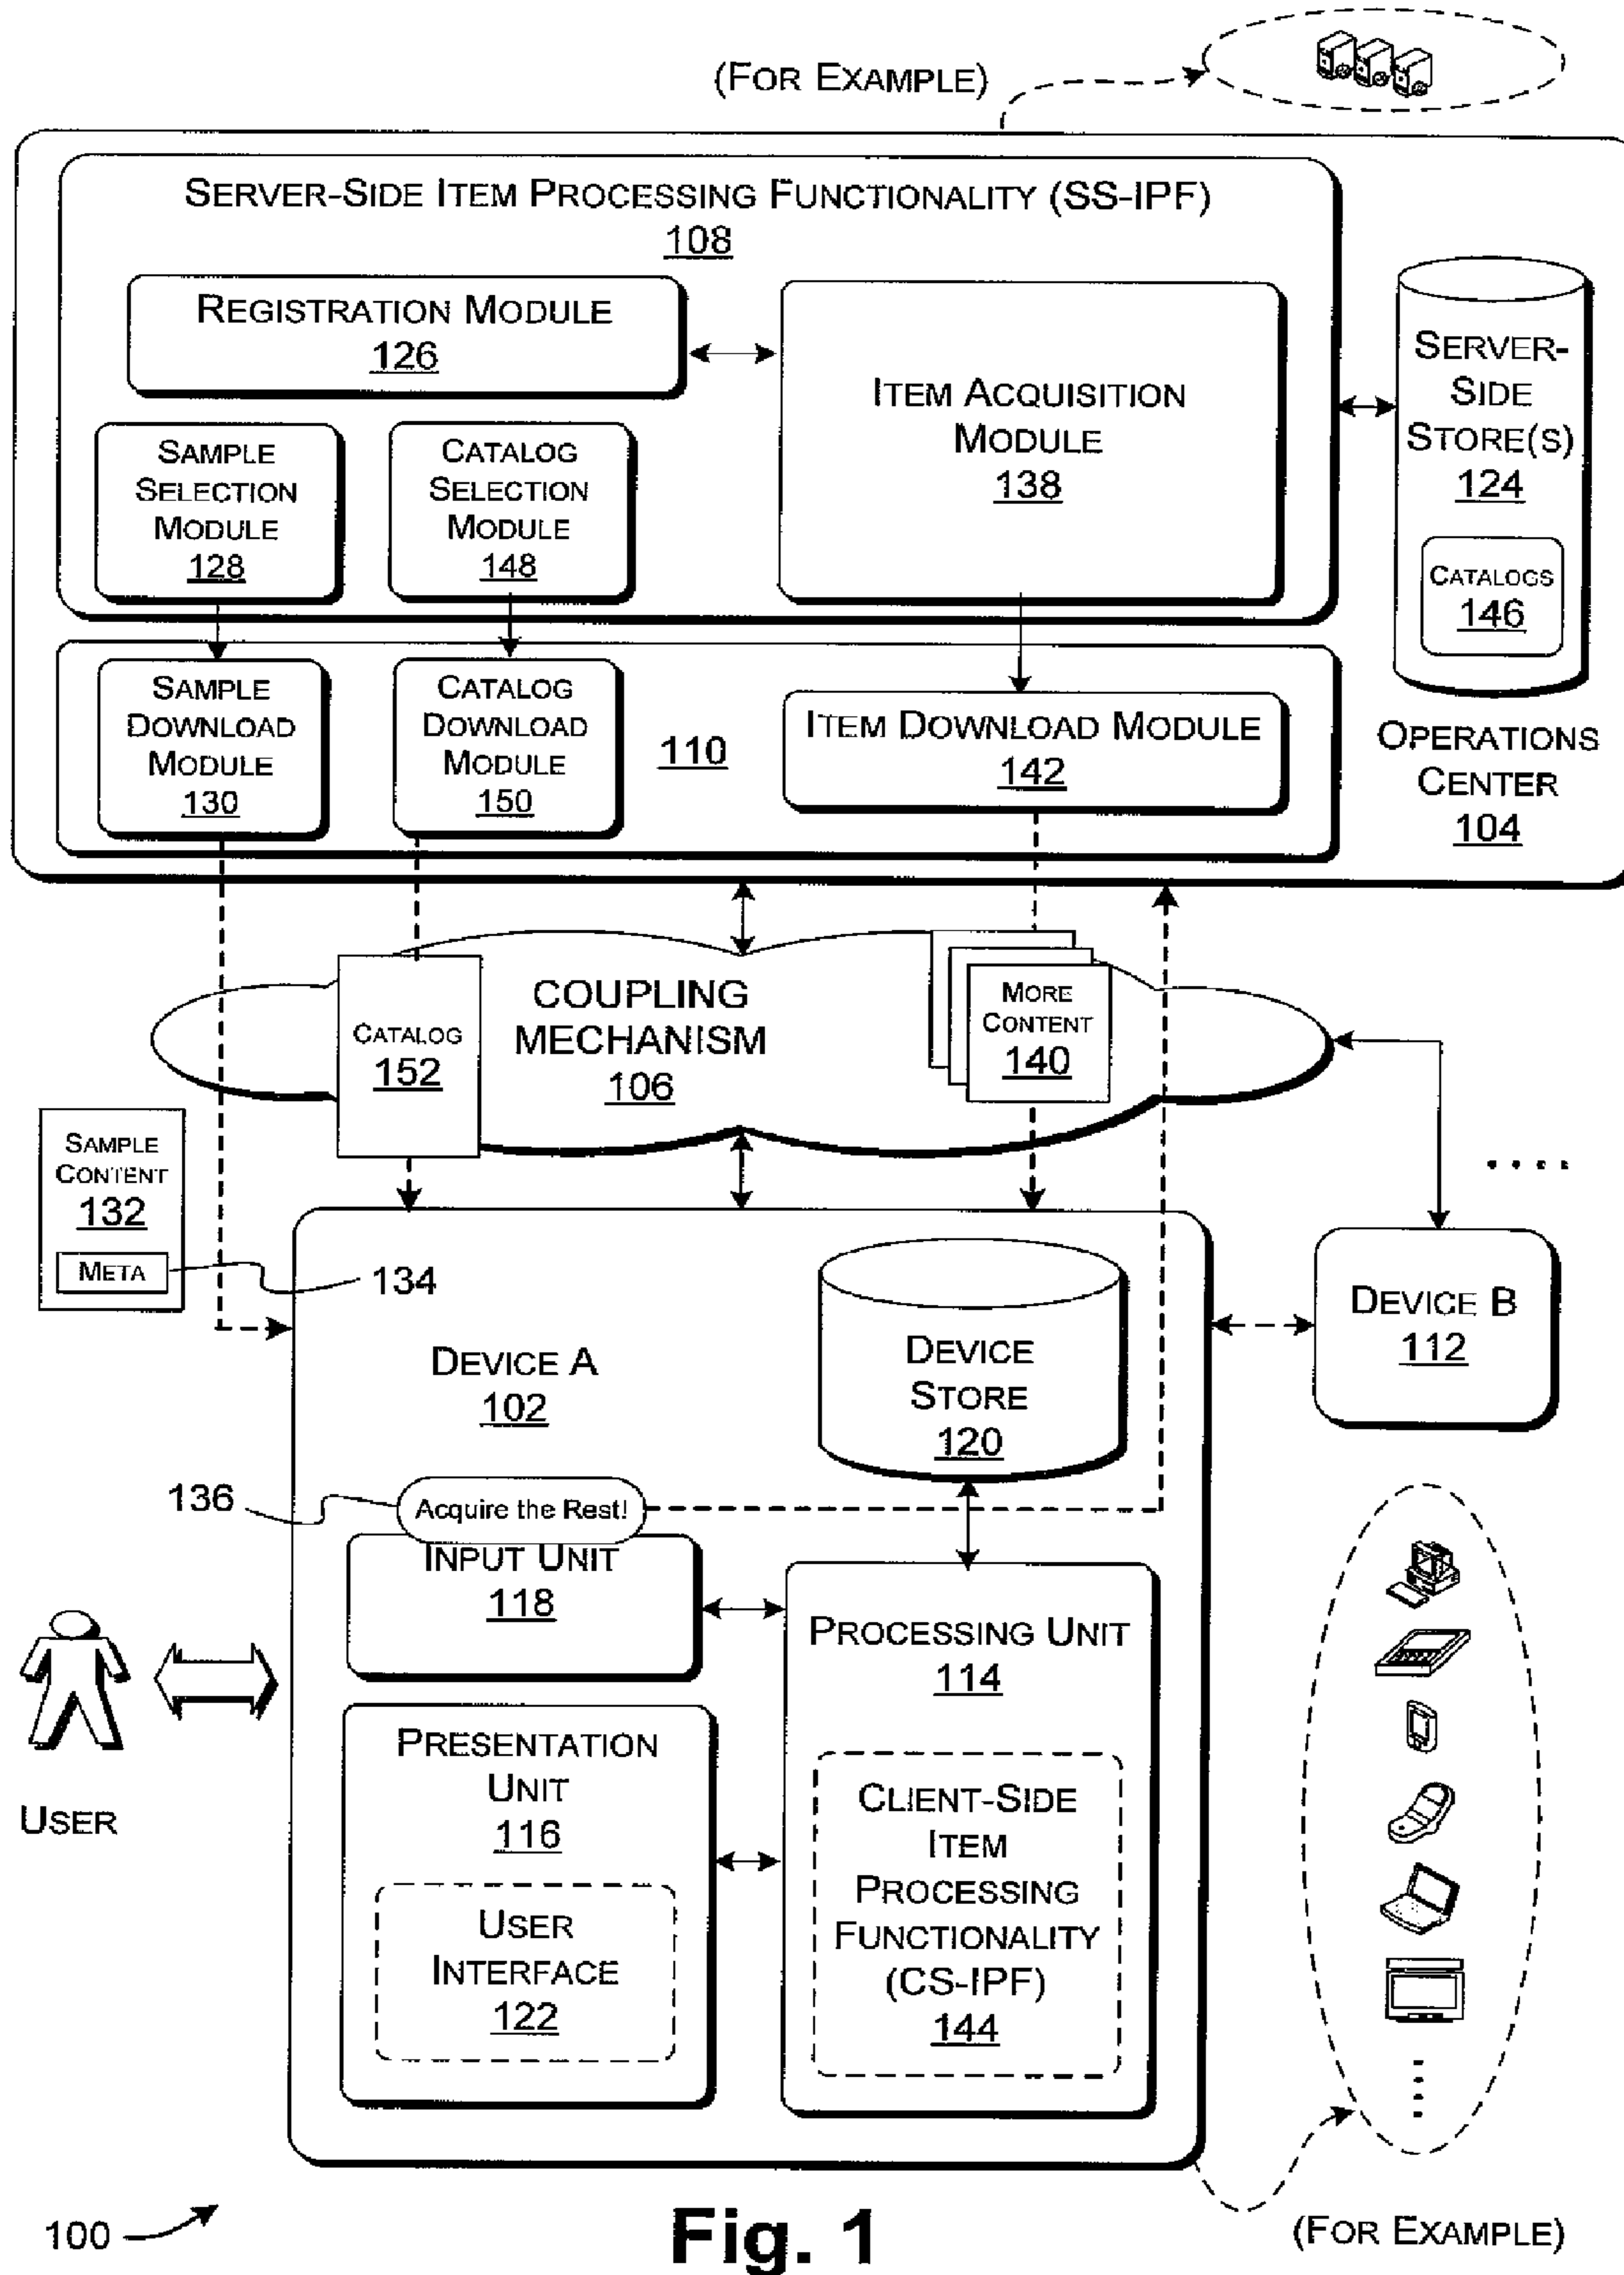 (FOR EXAMPLE)
SERVER-SIDE ITEM PROCESSING FUNCTIONALITY (SS-IPF)
108
REGISTRATION MODULE
126
ITEM ACQUISITION
MODULE
138
SAMPLE
SELECTION
MODULE
128
CATALOG
SELECTION
MODULE
148
SERVER-
SIDE
STORE(S)
124
CATALOGS
146
SAMPLE
DOWNLOAD
MODULE
130
CATALOG
DOWNLOAD
MODULE
150
110
ITEM DOWNLOAD MODULE
142
OPERATIONS
CENTER
104
CATALOG
152
COUPLING
MECHANISM
106
MORE
CONTENT
140
SAMPLE
CONTENT
132
META
134
DEVICE A
102
DEVICE
STORE
120
DEVICE B
112
136
Acquire the Rest!
INPUT UNIT
118
PROCESSING UNIT
114
PRESENTATION
UNIT
116
USER
INTERFACE
122
CLIENT-SIDE
ITEM
PROCESSING
FUNCTIONALITY
(CS-IPF)
144
USER
100
Fig. 1
(FOR EXAMPLE)